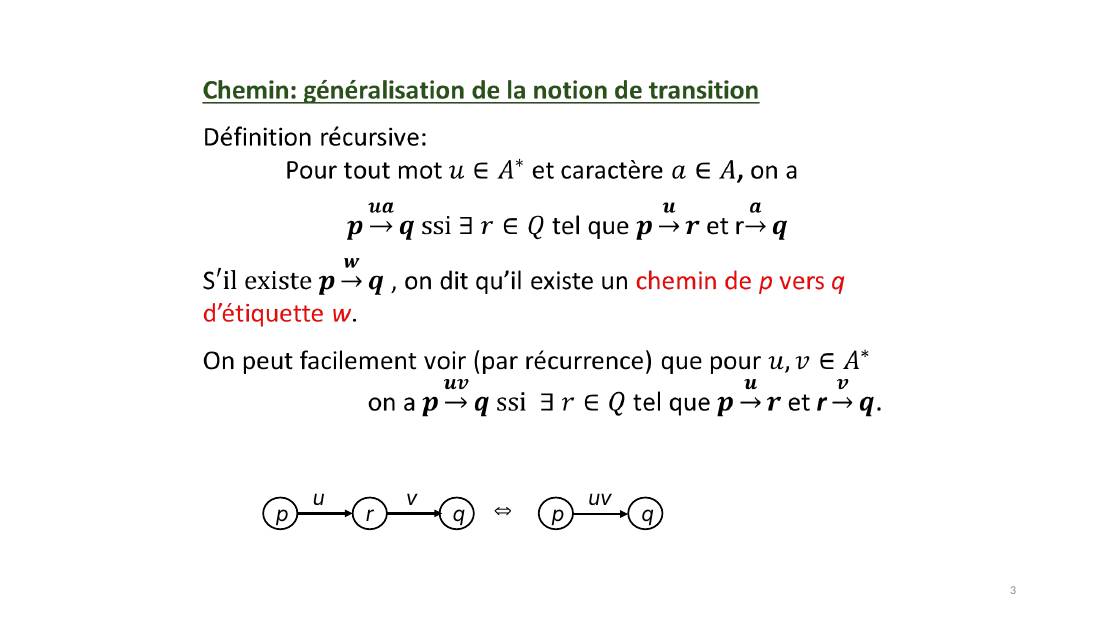 Chemin: généralisation de la notion de transition
Définition récursive:
Pour tout mot u ∈ A* et caractère a ∈ A, on a
p →^{ua} q ssi ∃ r ∈ Q tel que p →^{u} r et r →^{a} q
S′il existe p →^{w} q , on dit qu’il existe un chemin de p vers q
d’étiquette w.
On peut facilement voir (par récurrence) que pour u, v ∈ A*
on a p →^{uv} q ssi ∃ r ∈ Q tel que p →^{u} r et r →^{v} q.
u v uv
p r q ⇔ p q
3